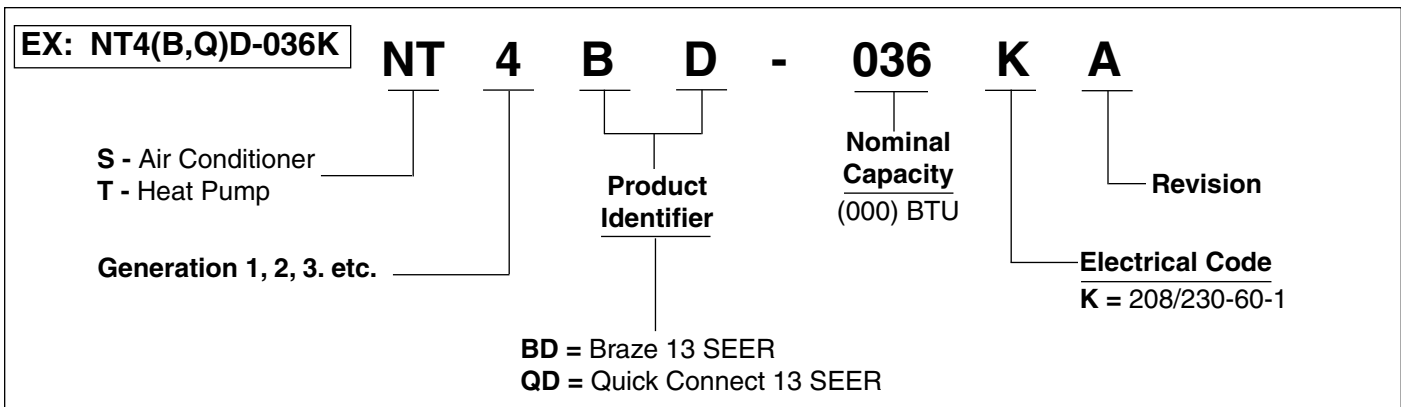 EX: NT4(B,Q)D-036K
NT 4 B D - 036 K A
S - Air Conditioner
T - Heat Pump
Generation 1, 2, 3. etc.
Product
Identifier
BD = Braze 13 SEER
QD = Quick Connect 13 SEER
Nominal
Capacity
(000) BTU
Revision
Electrical Code
K = 208/230-60-1